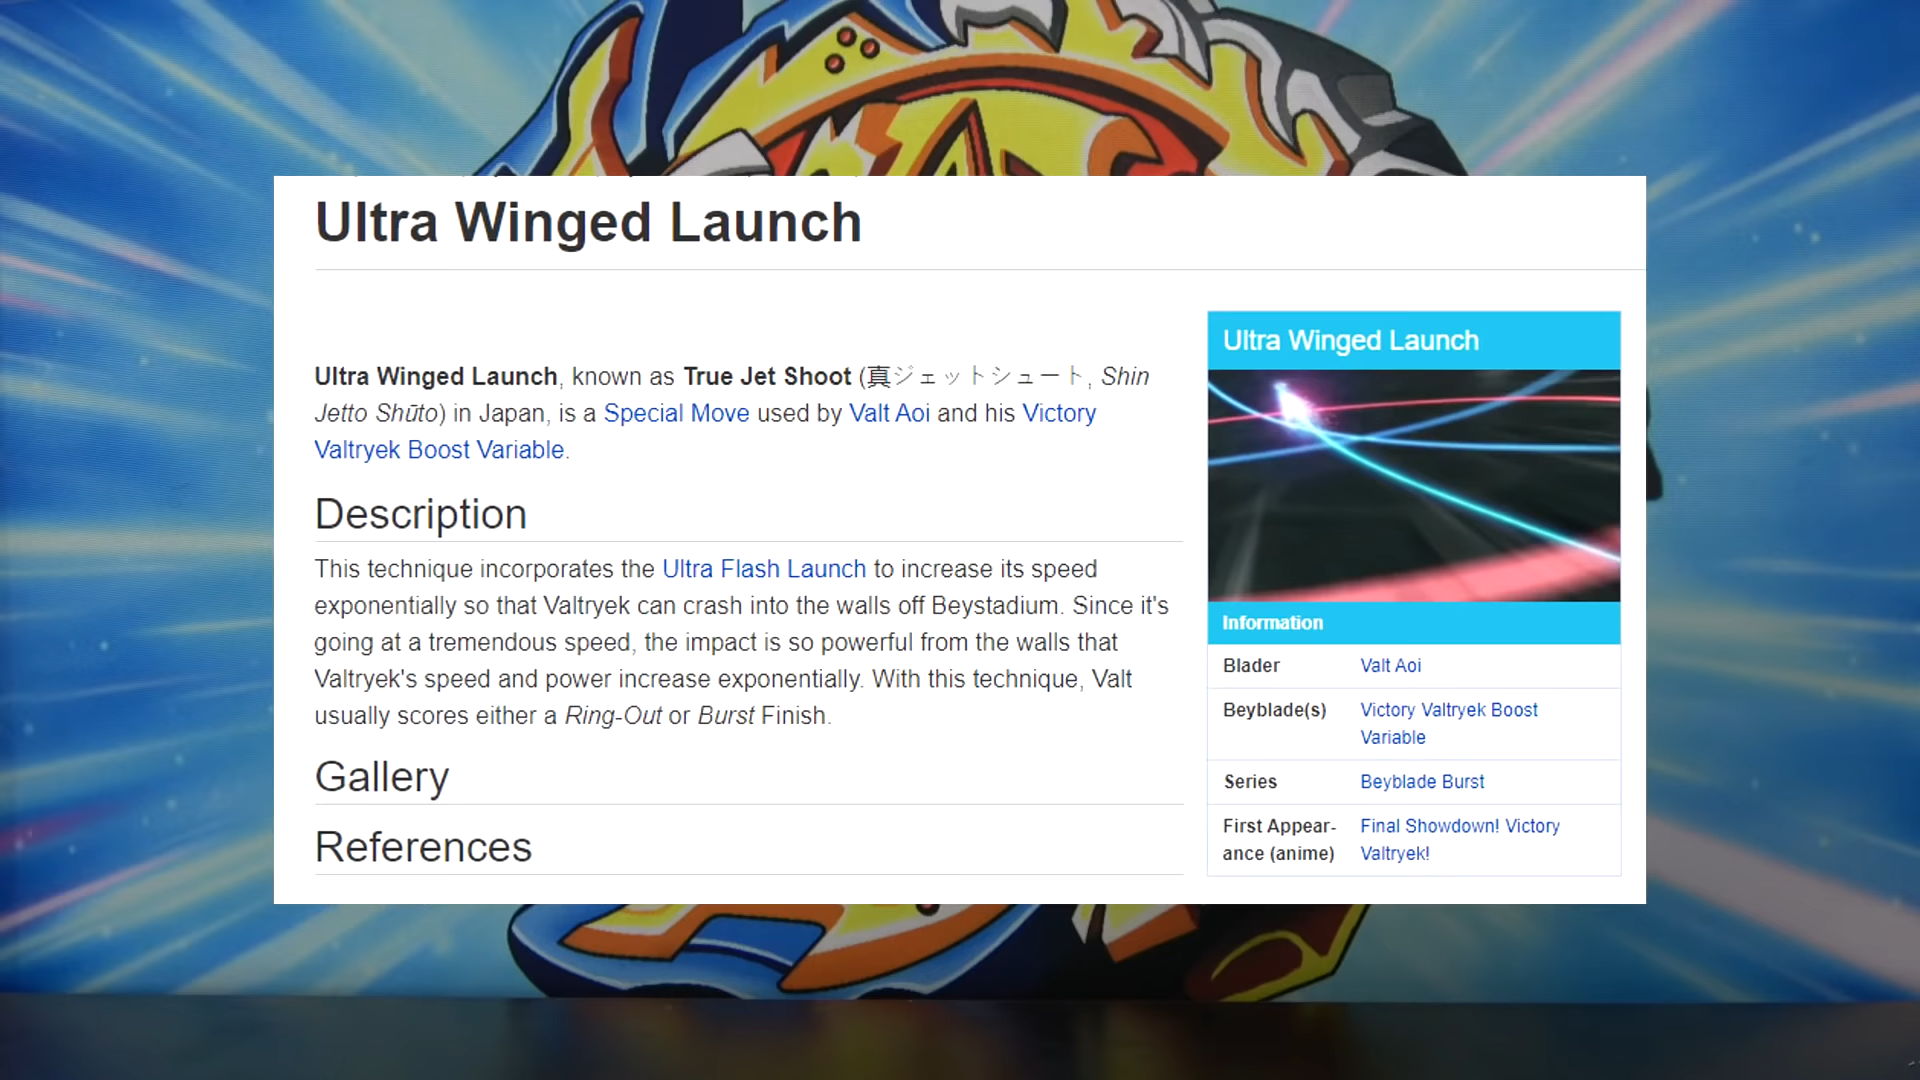 Ultra Winged Launch
Ultra Winged Launch, known as True Jet Shoot (真ジェットシュート, Shin
Jetto Shūto) in Japan, is a Special Move used by Valt Aoi and his Victory
Valtryek Boost Variable.
Description
This technique incorporates the Ultra Flash Launch to increase its speed
exponentially so that Valtryek can crash into the walls off Beystadium. Since it's
going at a tremendous speed, the impact is so powerful from the walls that
Valtryek's speed and power increase exponentially. With this technique, Valt
usually scores either a Ring-Out or Burst Finish.
Gallery
References
Ultra Winged Launch
Information
Blader Valt Aoi
Beyblade(s) Victory Valtryek Boost
Variable
Series Beyblade Burst
First Appear- Final Showdown! Victory
ance (anime) Valtryek!